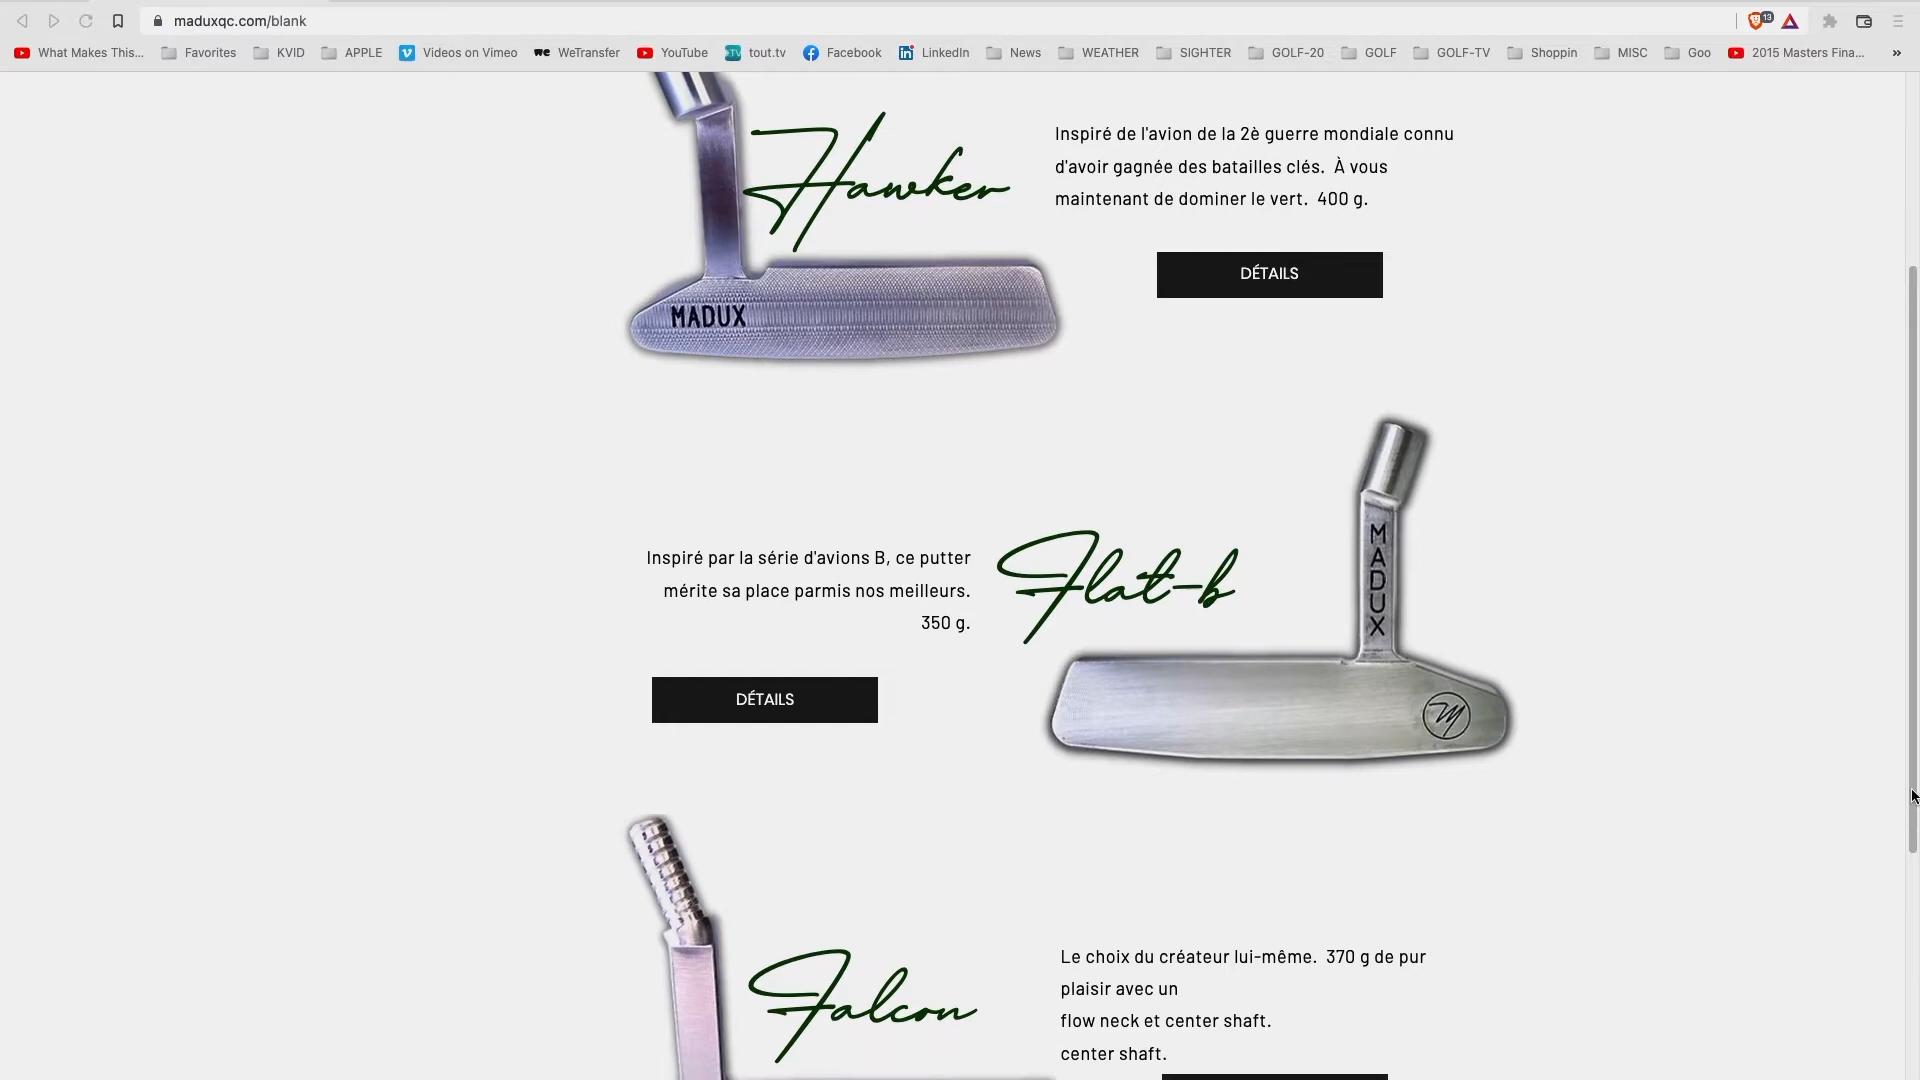 maduxqc.com/blank
13
What Makes This... Favorites KVID APPLE Videos on Vimeo WeTransfer YouTube tout.tv Facebook LinkedIn News WEATHER SIGHTER GOLF-20 GOLF GOLF-TV Shoppin MISC Goo 2015 Masters Fina... »
Hawker
Inspiré de l'avion de la 2è guerre mondiale connu
d'avoir gagnée des batailles clés. À vous
maintenant de dominer le vert. 400 g.
DÉTAILS
MADUX
Inspiré par la série d'avions B, ce putter
mérite sa place parmis nos meilleurs.
350 g.
Flat-b
DÉTAILS
MADUX
M
Falcon
Le choix du créateur lui-même. 370 g de pur
plaisir avec un
flow neck et center shaft.
center shaft.